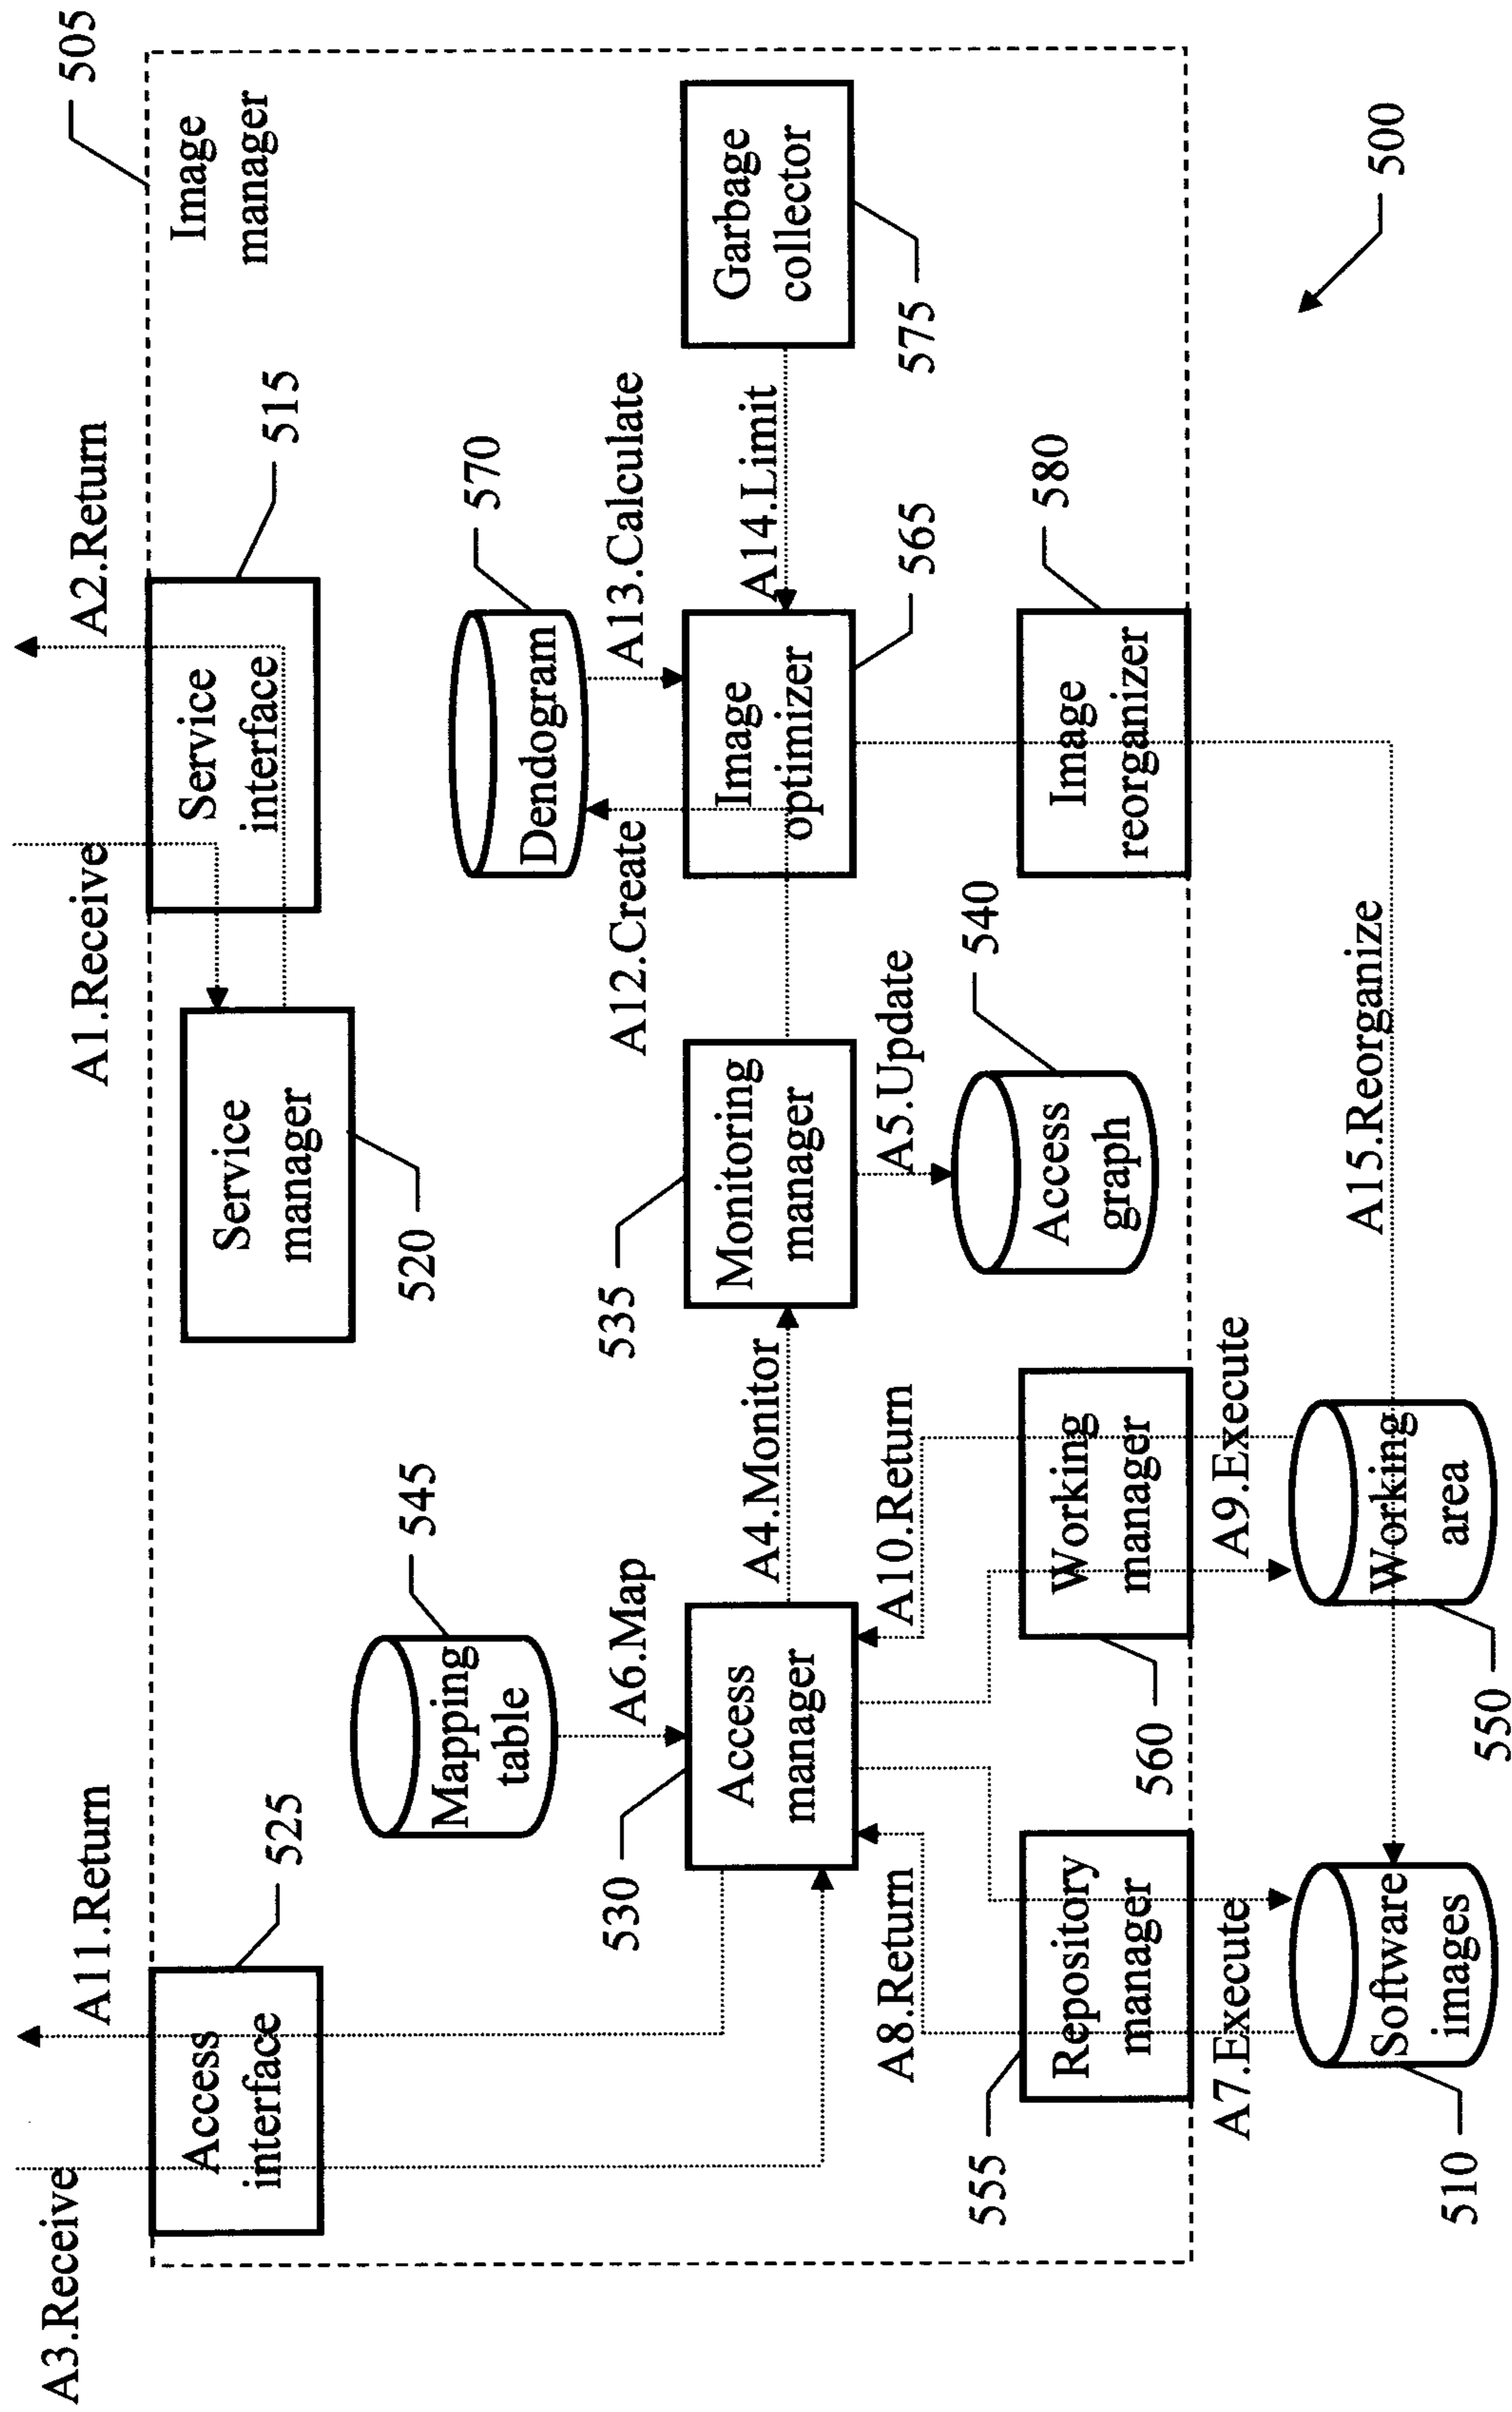 A3.Receive
A11.Return
A1.Receive
A2.Return
505
Access
interface
525
Service
interface
515
Image
manager
Service
manager
520
Mapping
table
545
A6.Map
Dendogram
570
A12.Create
A13.Calculate
530
Access
manager
A4.Monitor
535
Monitoring
manager
Image
optimizer
565
A14.Limit
Garbage
collector
575
A8.Return
A10.Return
A5.Update
Access
graph
540
555
Repository
manager
560
Working
manager
Image
reorganizer
580
A7.Execute
A9.Execute
A15.Reorganize
510
Software
images
550
Working
area
500